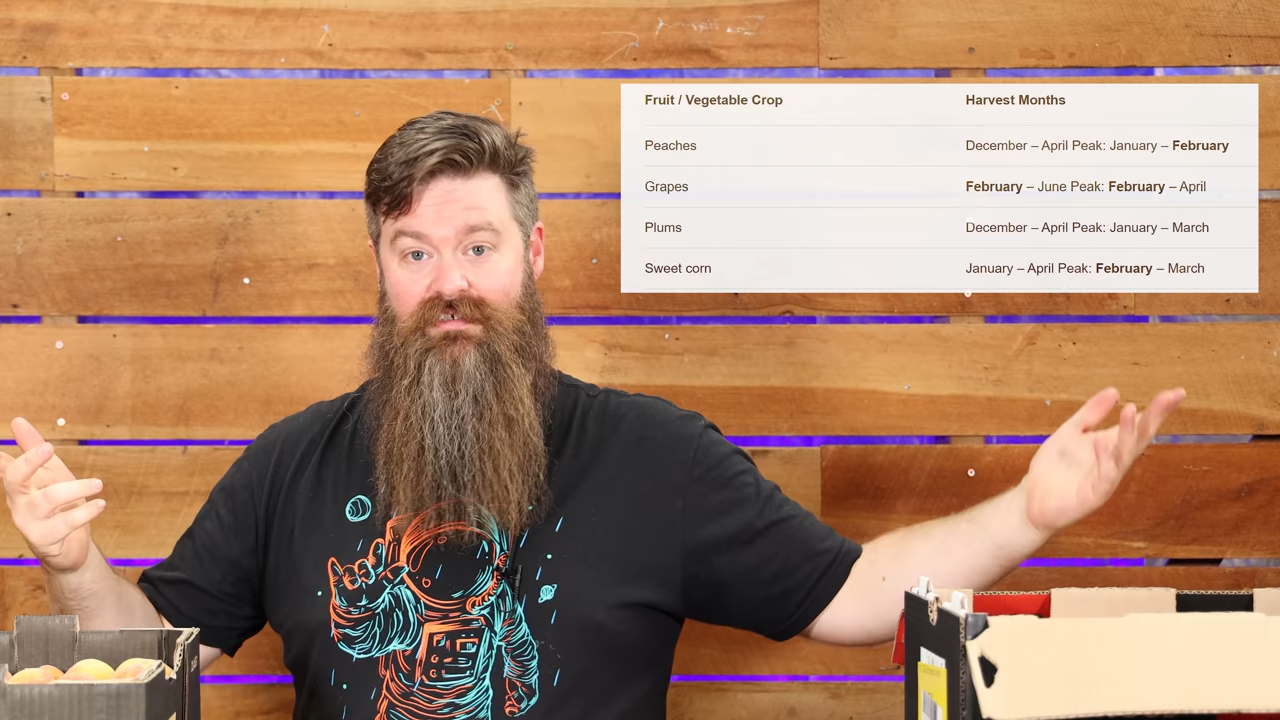 Fruit / Vegetable Crop Harvest Months
Peaches December – April Peak: January – February
Grapes February – June Peak: February – April
Plums December – April Peak: January – March
Sweet corn January – April Peak: February – March